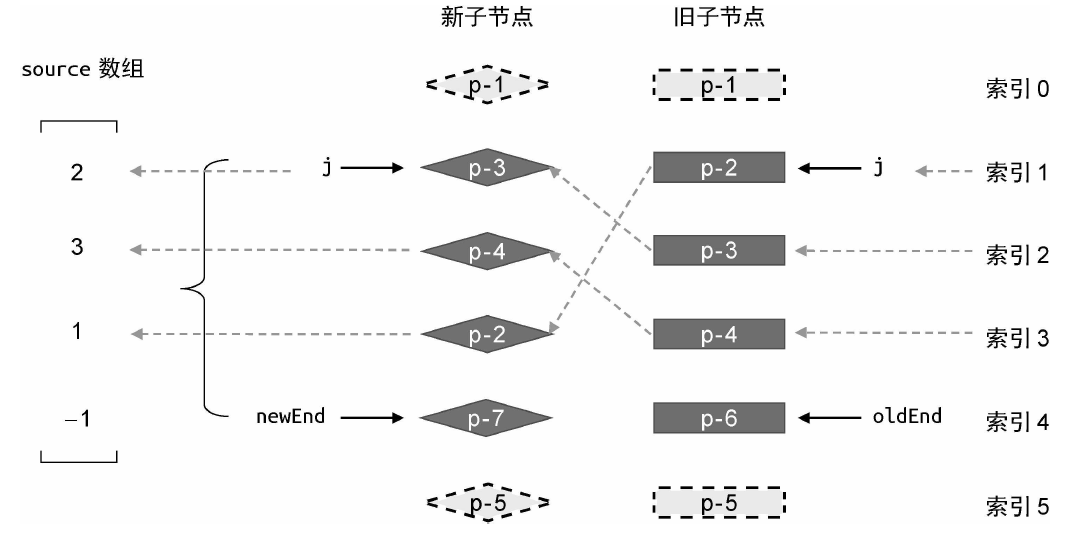 新子节点 旧子节点
source 数组
p-1 p-1 索引 0
2 j p-3 p-2 j 索引 1
3 p-4 p-3 索引 2
1 p-2 p-4 索引 3
−1 newEnd p-7 p-6 oldEnd 索引 4
p-5 p-5 索引 5